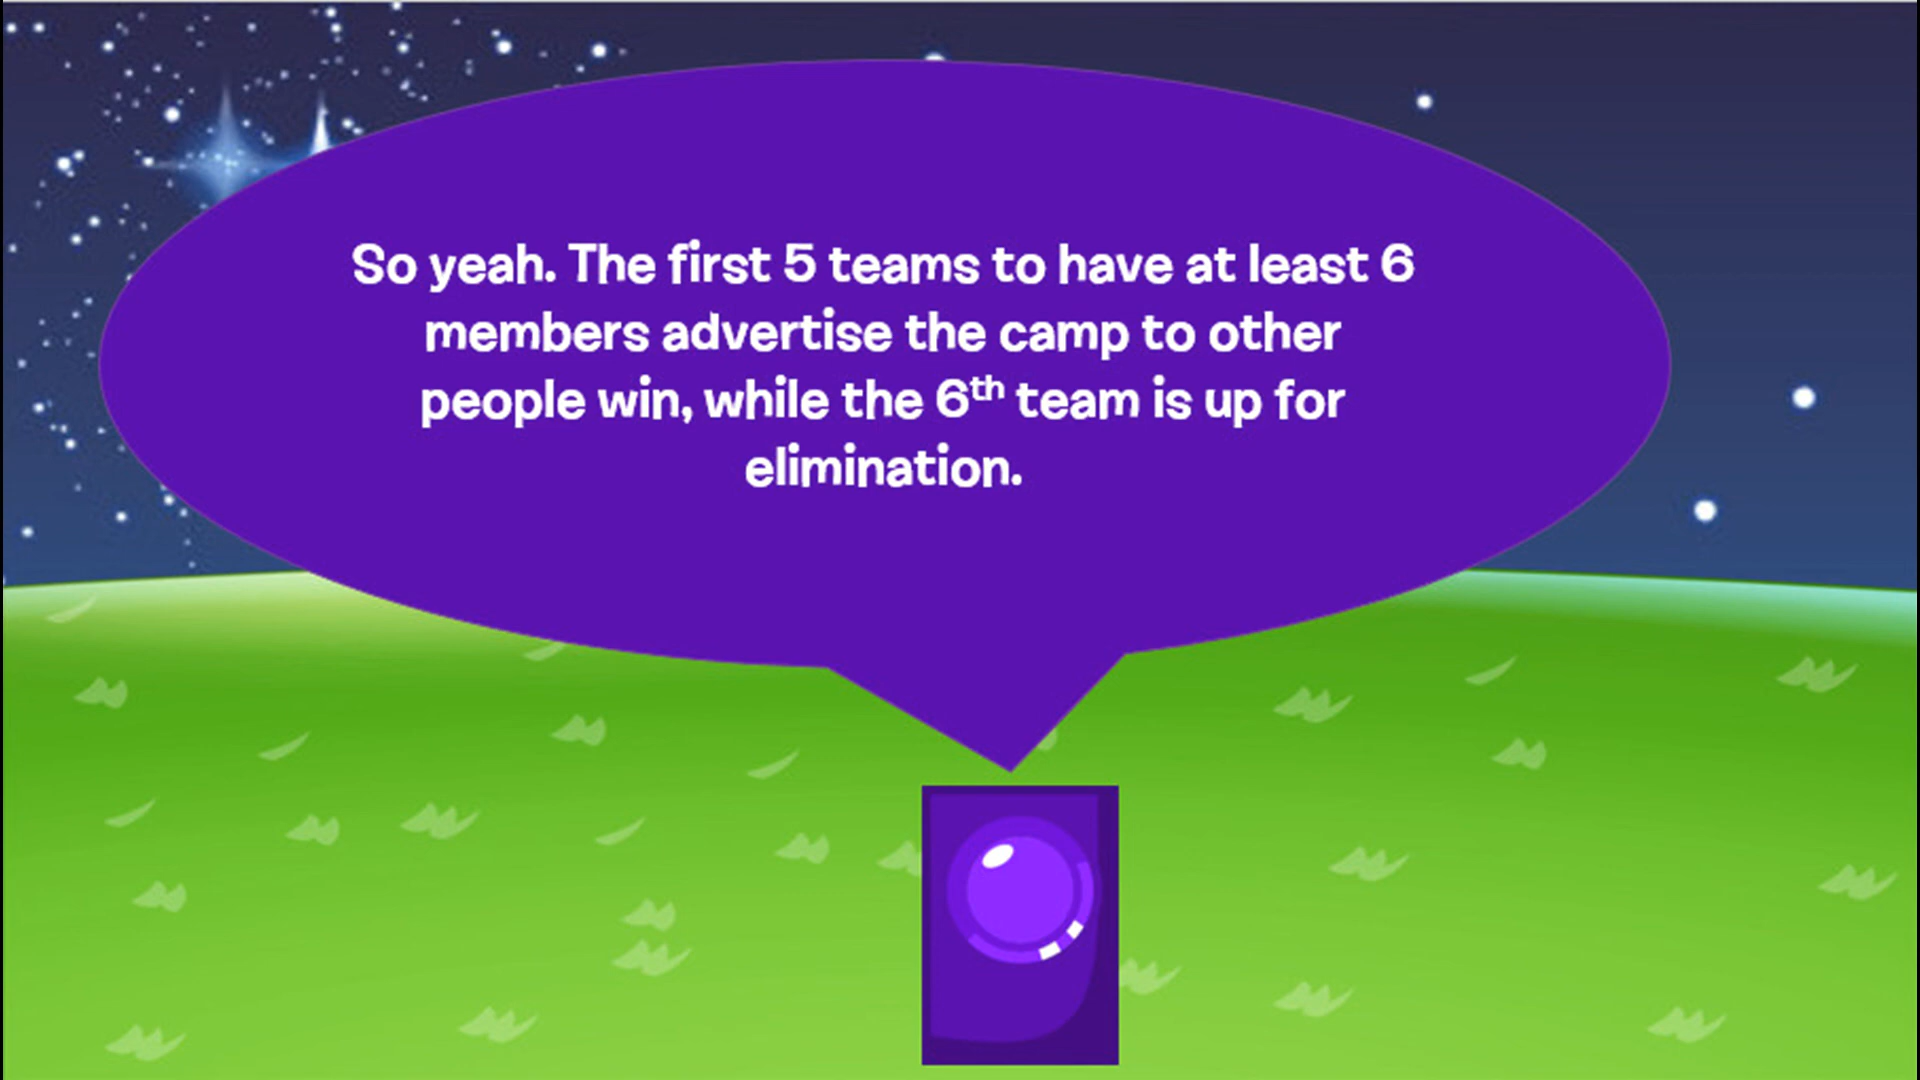 So yeah. The first 5 teams to have at least 6
members advertise the camp to other
people win, while the 6th team is up for
elimination.